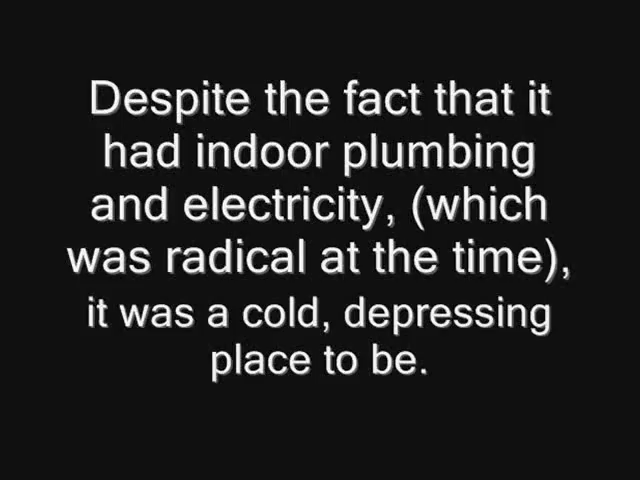 Despite the fact that it
had indoor plumbing
and electricity, (which
was radical at the time),
it was a cold, depressing
place to be.